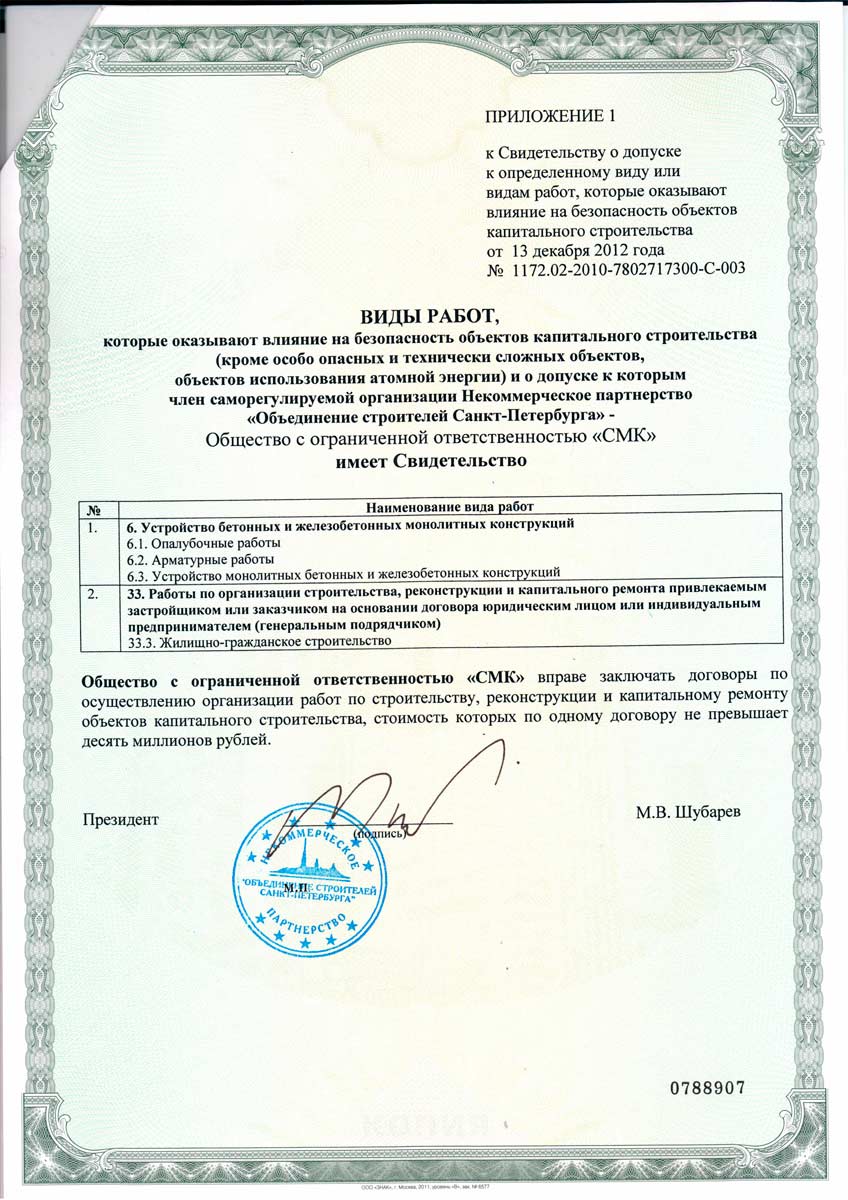 ПРИЛОЖЕНИЕ 1
к Свидетельству о допуске
к определенному виду или
видам работ, которые оказывают
влияние на безопасность объектов
капитального строительства
от 13 декабря 2012 года
№ 1172.02-2010-7802717300-С-003
ВИДЫ РАБОТ,
которые оказывают влияние на безопасность объектов капитального строительства
(кроме особо опасных и технически сложных объектов,
объектов использования атомной энергии) и о допуске к которым
член саморегулируемой организации Некоммерческое партнерство
«Объединение строителей Санкт-Петербурга» -
Общество с ограниченной ответственностью «СМК»
имеет Свидетельство
№ Наименование вида работ
1. 6. Устройство бетонных и железобетонных монолитных конструкций
6.1. Опалубочные работы
6.2. Арматурные работы
6.3. Устройство монолитных бетонных и железобетонных конструкций
2. 33. Работы по организации строительства, реконструкции и капитального ремонта привлекаемым
застройщиком или заказчиком на основании договора юридическим лицом или индивидуальным
предпринимателем (генеральным подрядчиком)
33.3. Жилищно-гражданское строительство
Общество с ограниченной ответственностью «СМК» вправе заключать договоры по
осуществлению организации работ по строительству, реконструкции и капитальному ремонту
объектов капитального строительства, стоимость которых по одному договору не превышает
десять миллионов рублей.
Президент
М.В. Шубарев
(подпись)
НЕКОММЕРЧЕСКОЕ
"ОБЪЕДИНЕНИЕ СТРОИТЕЛЕЙ
САНКТ-ПЕТЕРБУРГА"
М.П.
ПАРТНЕРСТВО
0788907
ООО «ЗНАК», г. Москва, 2011, уровень «В», зак. № 6577